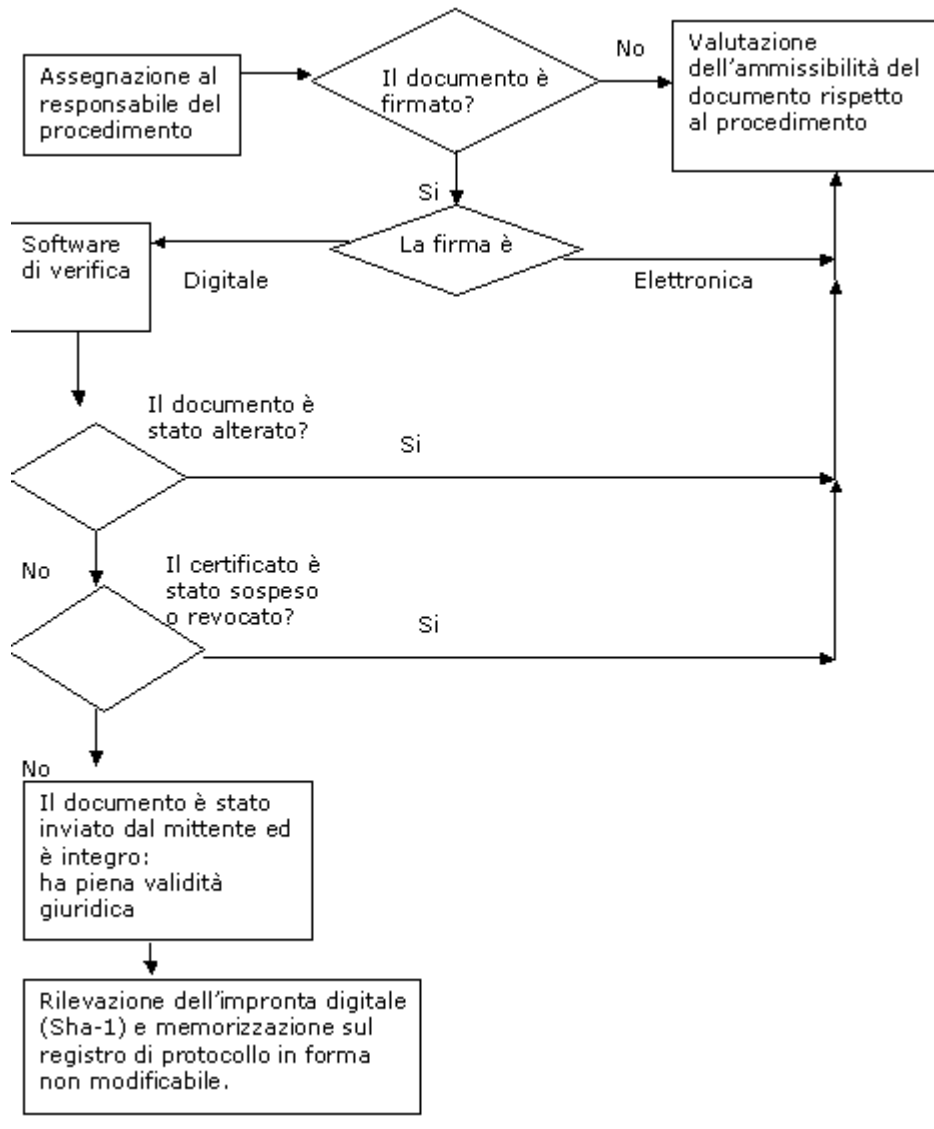 Assegnazione al
responsabile del
procedimento
Il documento è
firmato?
No
Valutazione
dell'ammissibilità del
documento rispetto
al procedimento
Si
La firma è
Software
di verifica
Digitale
Elettronica
Il documento è
stato alterato?
Si
No
Il certificato è
stato sospeso
o revocato?
Si
No
Il documento è stato
inviato dal mittente ed
è integro:
ha piena validità
giuridica
Rilevazione dell'impronta digitale
(Sha-1) e memorizzazione sul
registro di protocollo in forma
non modificabile.